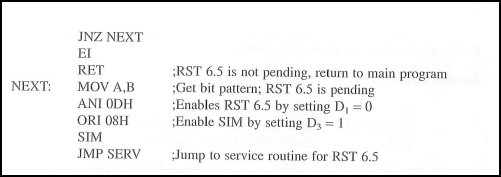 JNZ NEXT
EI
RET ;RST 6.5 is not pending, return to main program
NEXT: MOV A,B ;Get bit pattern; RST 6.5 is pending
ANI 0DH ;Enables RST 6.5 by setting D₁ = 0
ORI 08H ;Enable SIM by setting D₃ = 1
SIM
JMP SERV ;Jump to service routine for RST 6.5